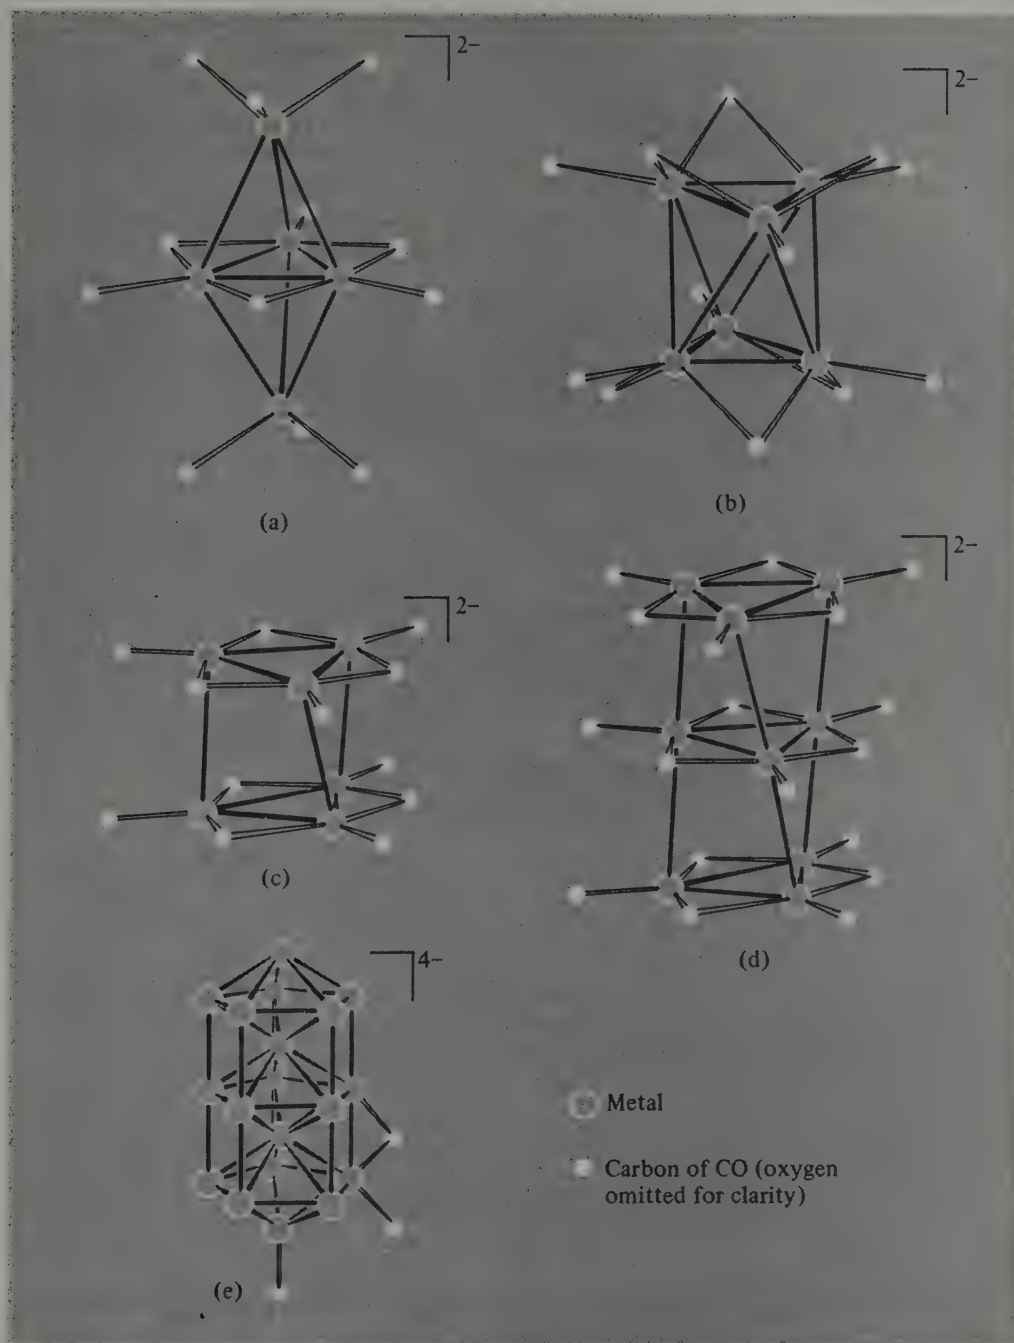 2–
2–
(a)
(b)
2–
2–
(c)
(d)
4–
Metal
Carbon of CO (oxygen
omitted for clarity)
(e)